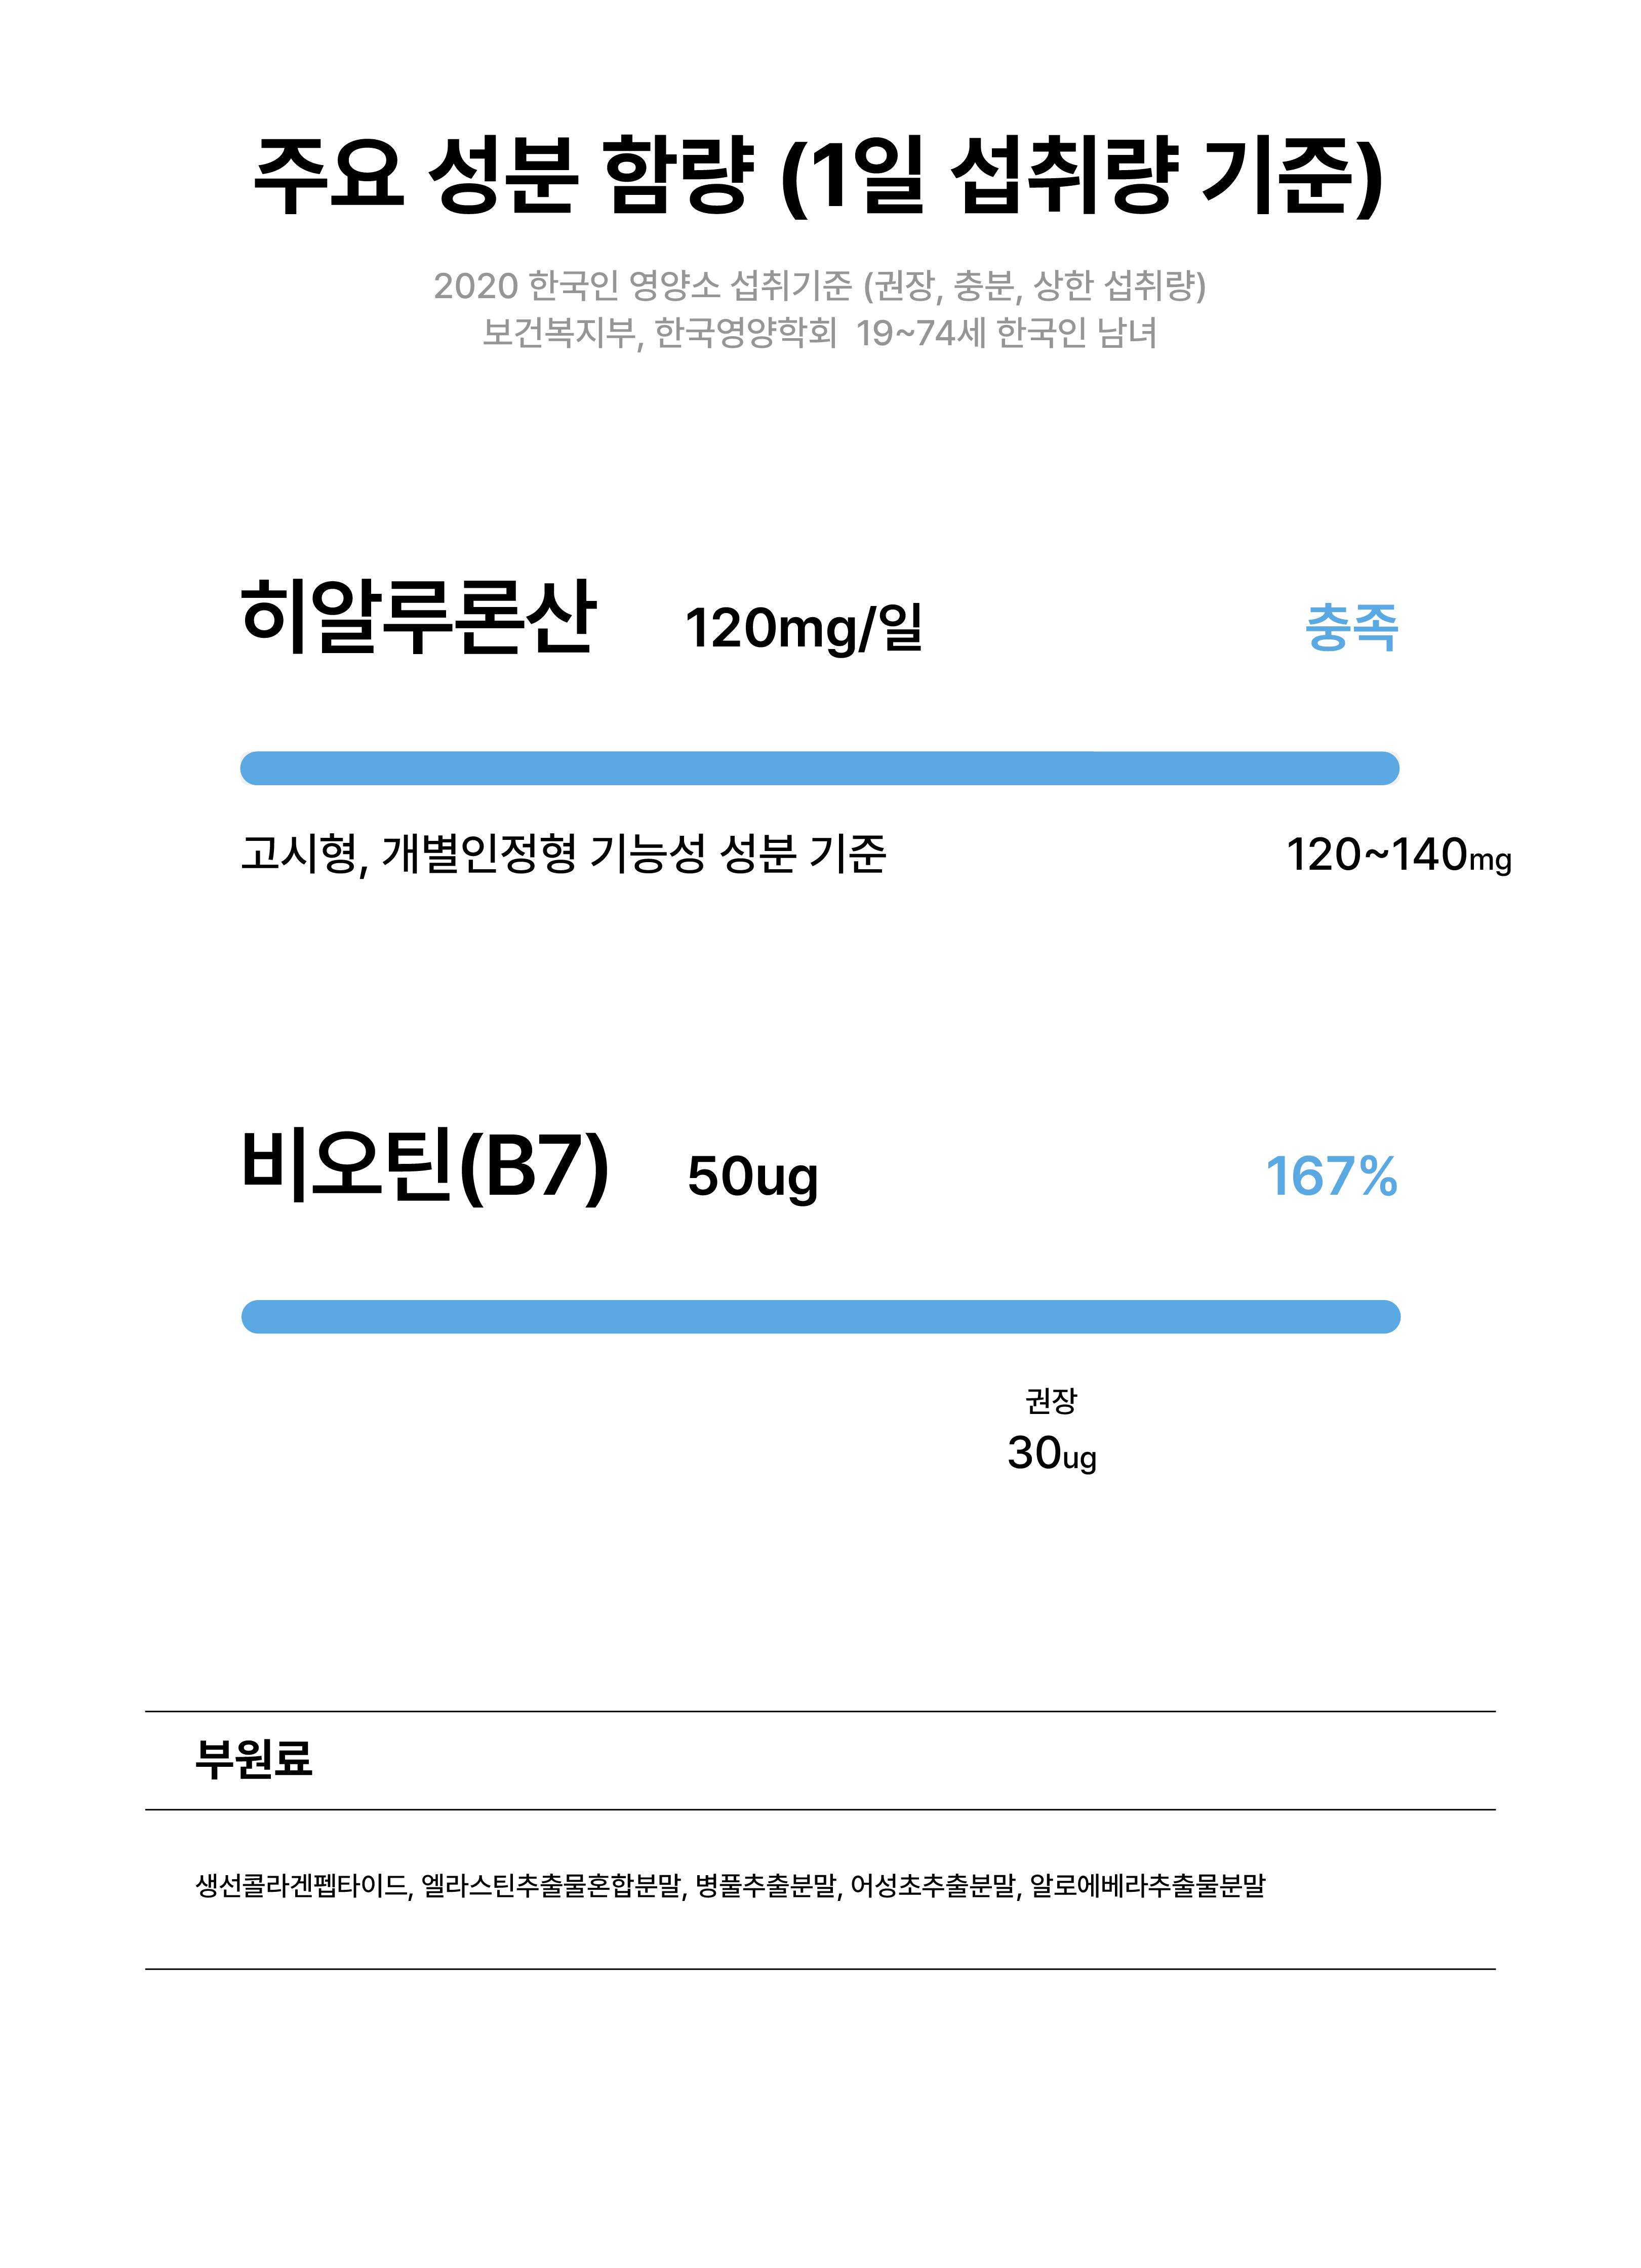 주요 성분 함량 (1일 섭취량 기준)
2020 한국인 영양소 섭취기준 (권장, 충분, 상한 섭취량)
보건복지부, 한국영양학회 19~74세 한국인 남녀
히알루론산 120mg/일 충족
고시형, 개별인정형 기능성 성분 기준 120~140mg
비오틴(B7) 50ug 167%
권장
30ug
부원료
생선콜라겐펩타이드, 엘라스틴추출물혼합분말, 병풀추출분말, 어성초추출분말, 알로에베라추출물분말